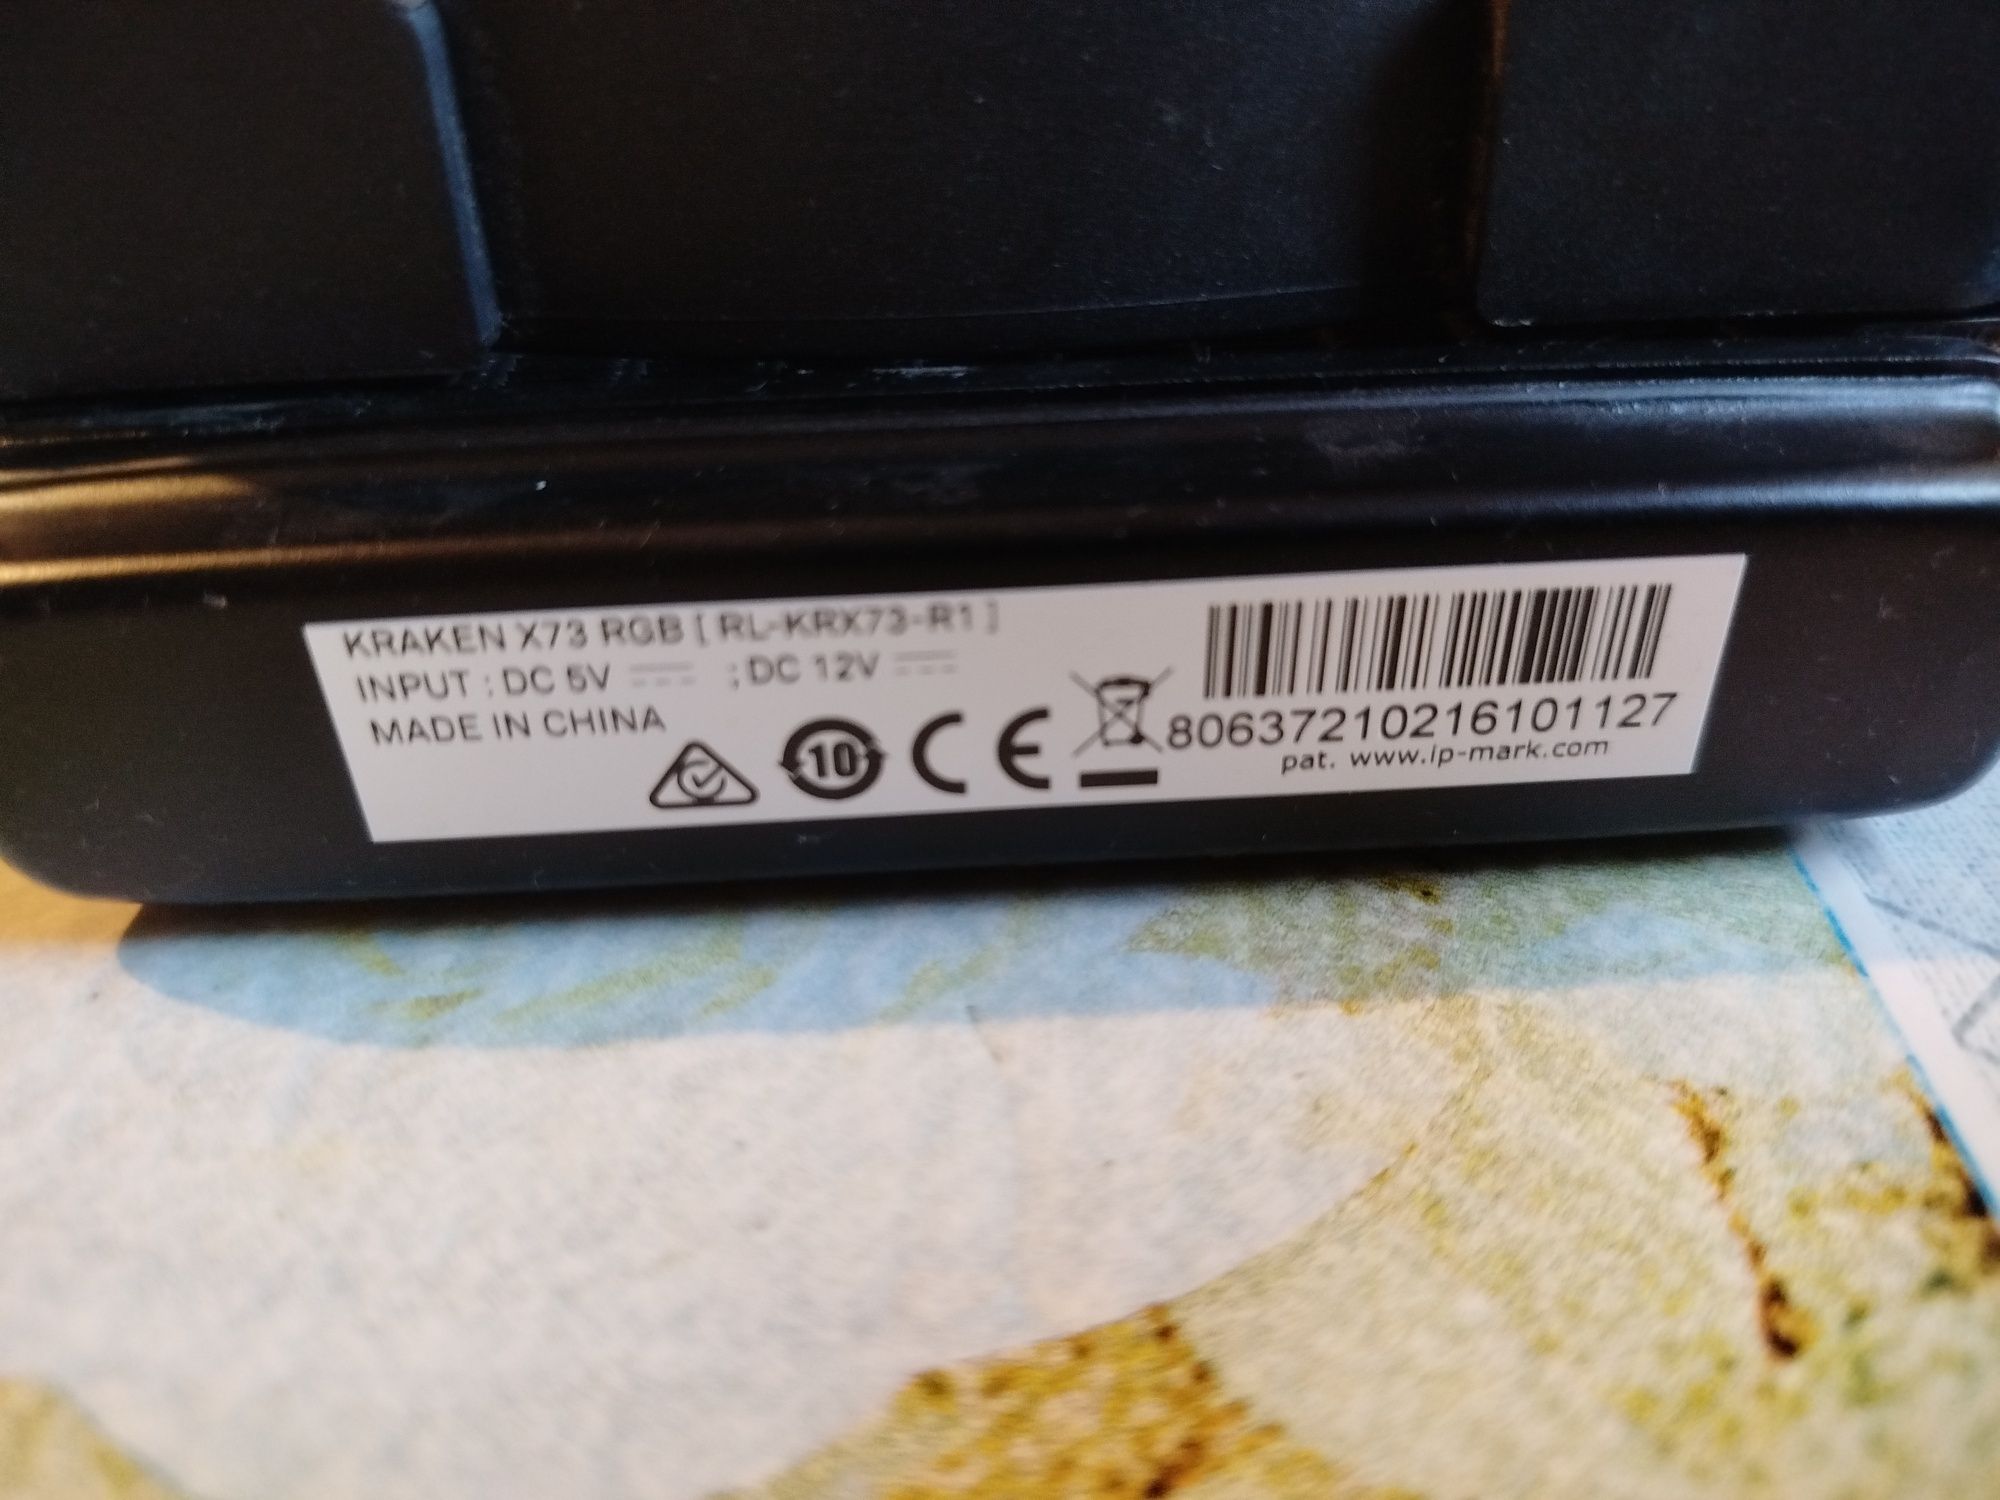 KRAKEN X73 RGB [ RL-KRX73-R1 ]
INPUT : DC 5V ; DC 12V
MADE IN CHINA
10
CE
80637210216101127
pat. www.ip-mark.com